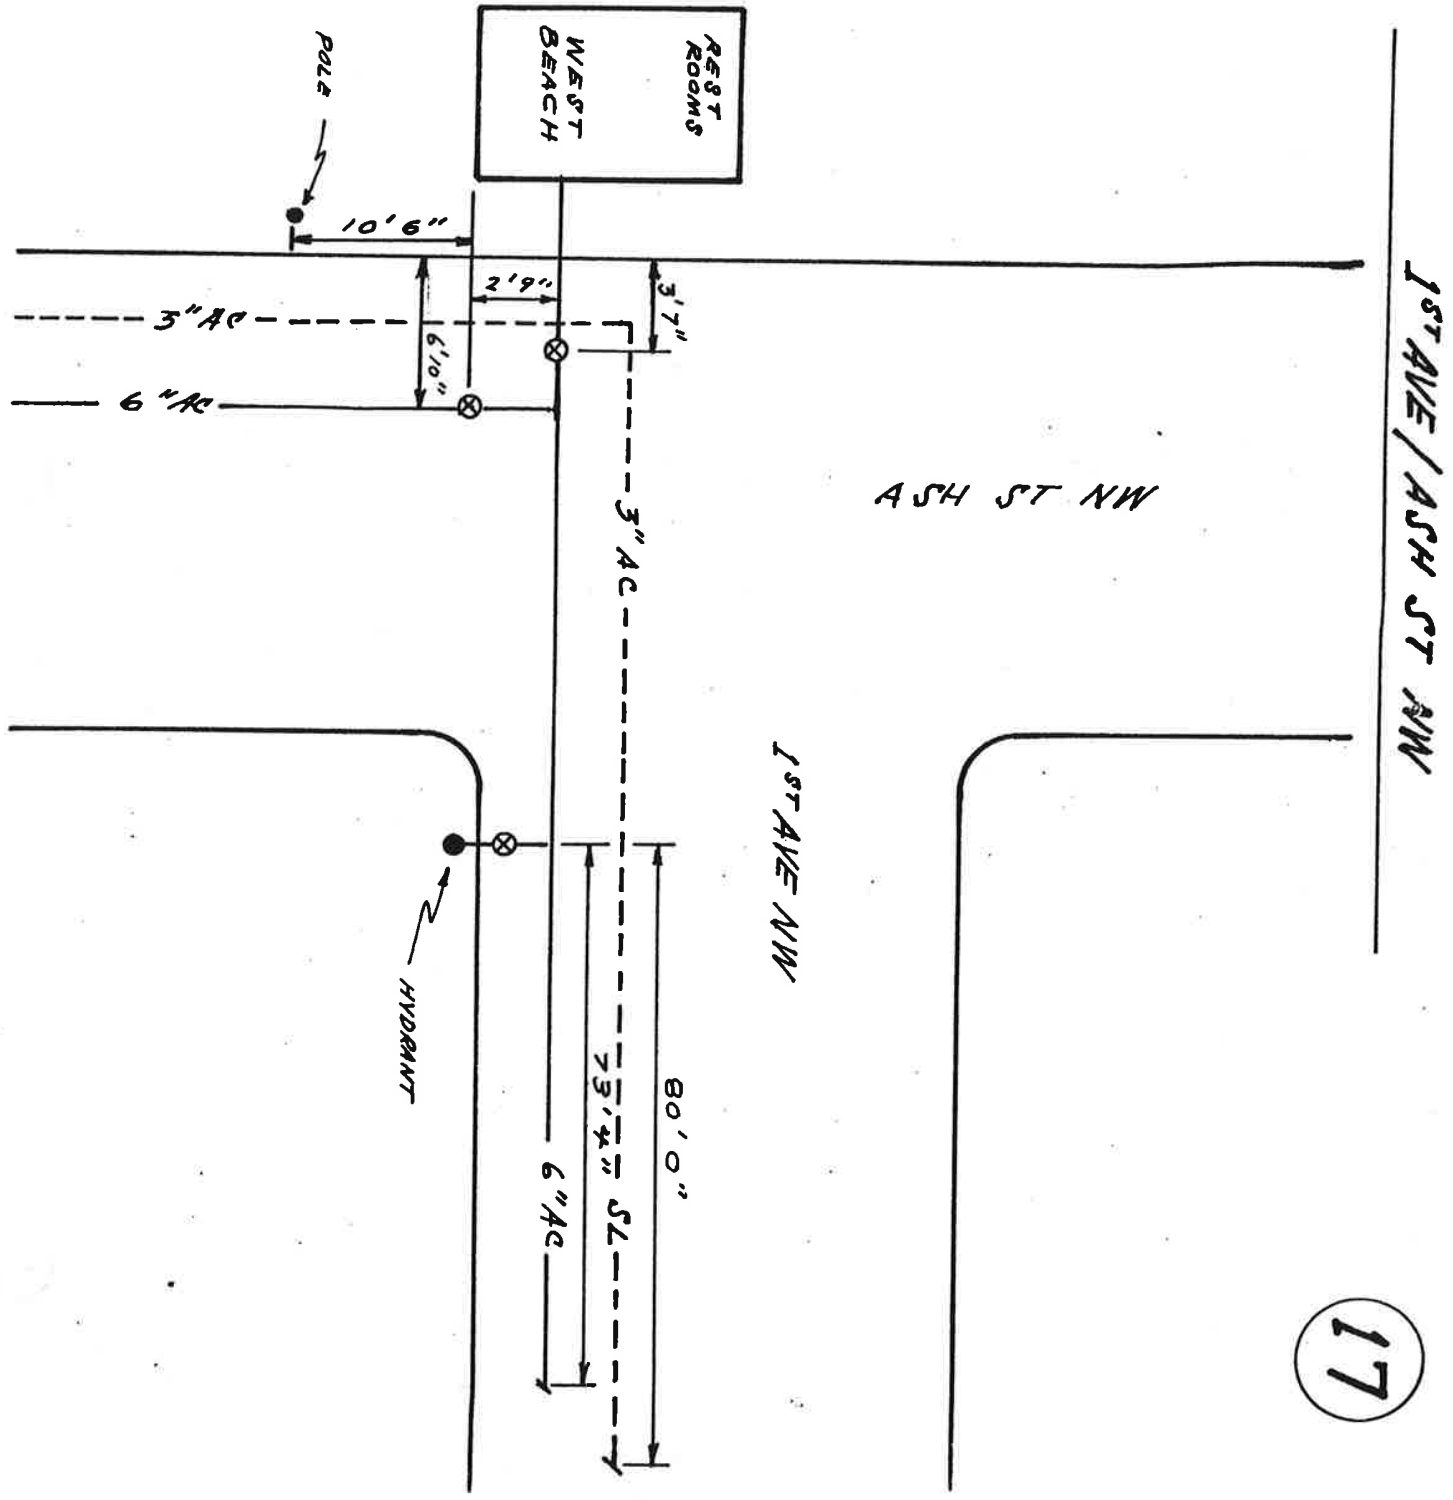 1ST AVE / ASH ST NW
17
REST
ROOMS
WEST
BEACH
POLE
10'6"
2'9"
3'7"
6'10"
3" AC
6" AC
3" AC
ASH ST NW
1ST AVE NW
HYDRANT
80'0"
73'4"
SL
6" AC